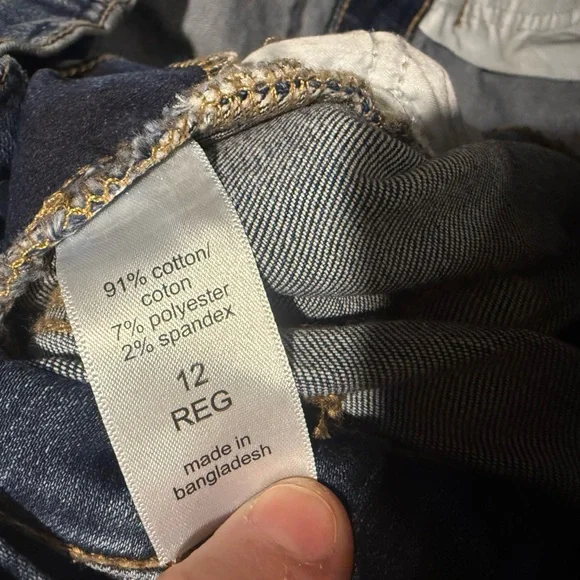 91% cotton/
coton
7% polyester
2% spandex
12
REG
made in
bangladesh